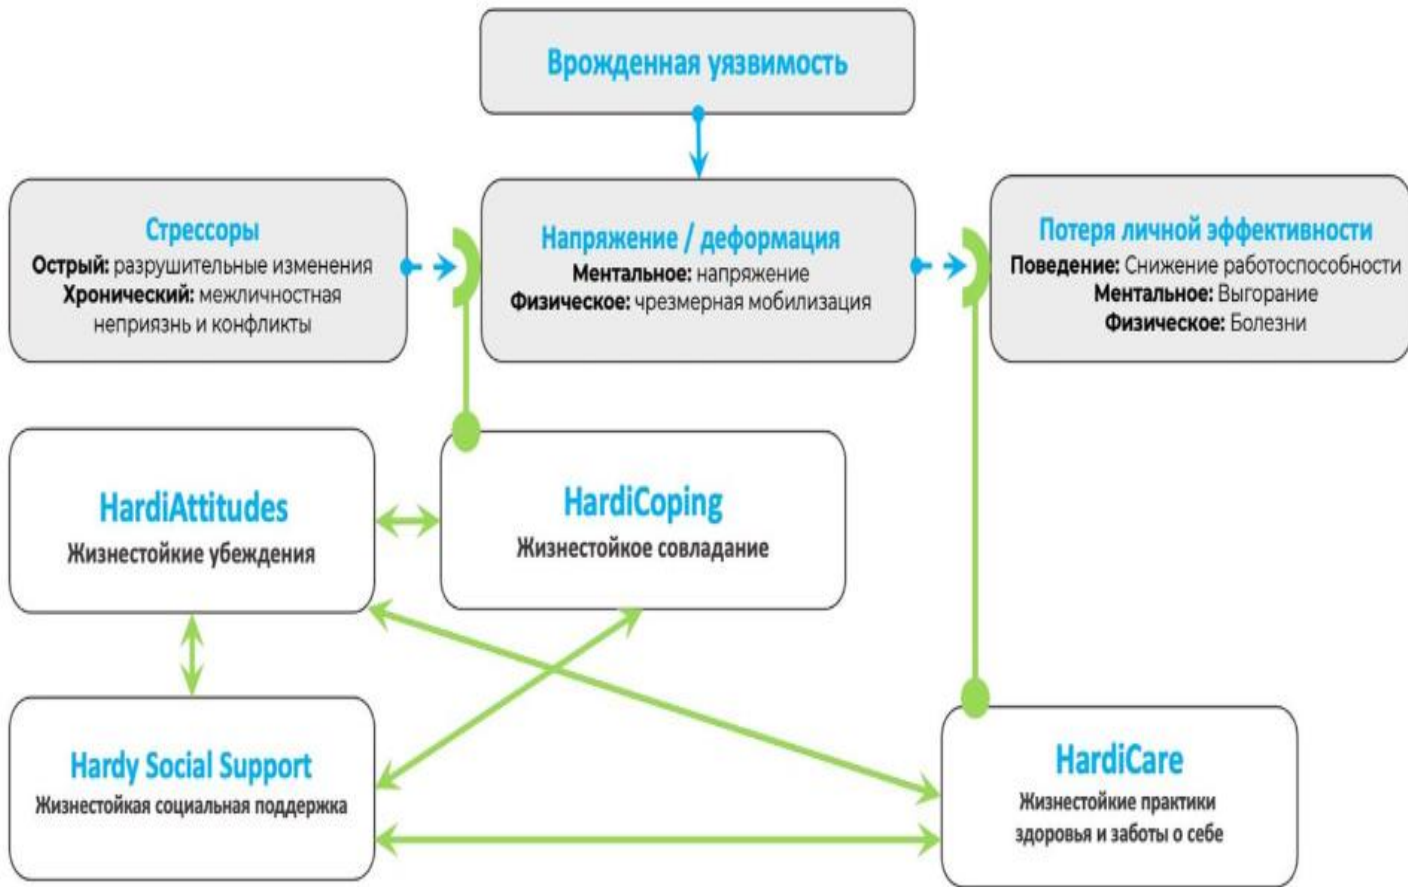 Врожденная уязвимость
Стрессоры
Острый: разрушительные изменения
Хронический: межличностная
неприязнь и конфликты
Напряжение / деформация
Ментальное: напряжение
Физическое: чрезмерная мобилизация
Потеря личной эффективности
Поведение: Снижение работоспособности
Ментальное: Выгорание
Физическое: Болезни
HardiAttitudes
Жизнестойкие убеждения
HardiCoping
Жизнестойкое совладание
Hardy Social Support
Жизнестойкая социальная поддержка
HardiCare
Жизнестойкие практики
здоровья и заботы о себе